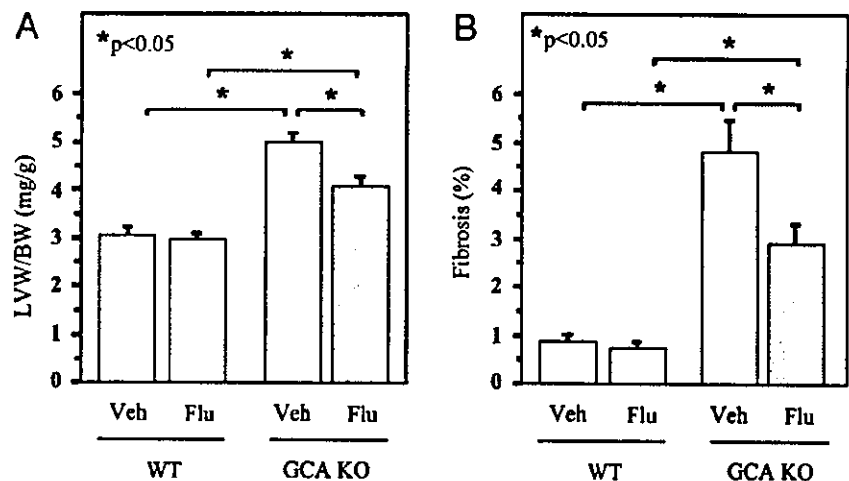 A
*p<0.05
*
*
*
LVW/BW (mg/g)
6
5
4
3
2
1
0
Veh Flu Veh Flu
WT GCA KO
B
*p<0.05
*
*
*
Fibrosis (%)
6
5
4
3
2
1
0
Veh Flu Veh Flu
WT GCA KO